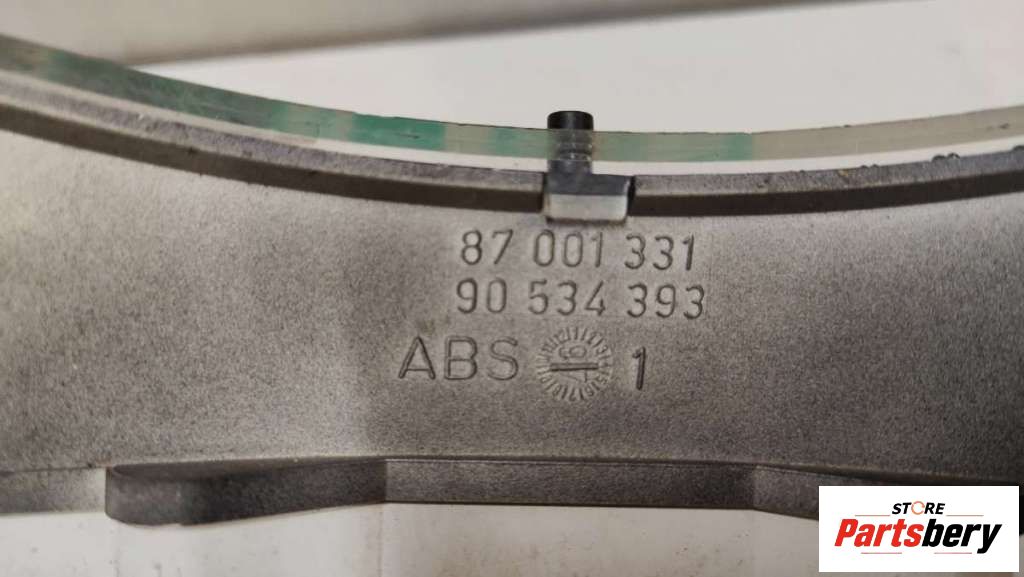 87 001 331
90 534 393
ABS 1
STORE
Partsbery